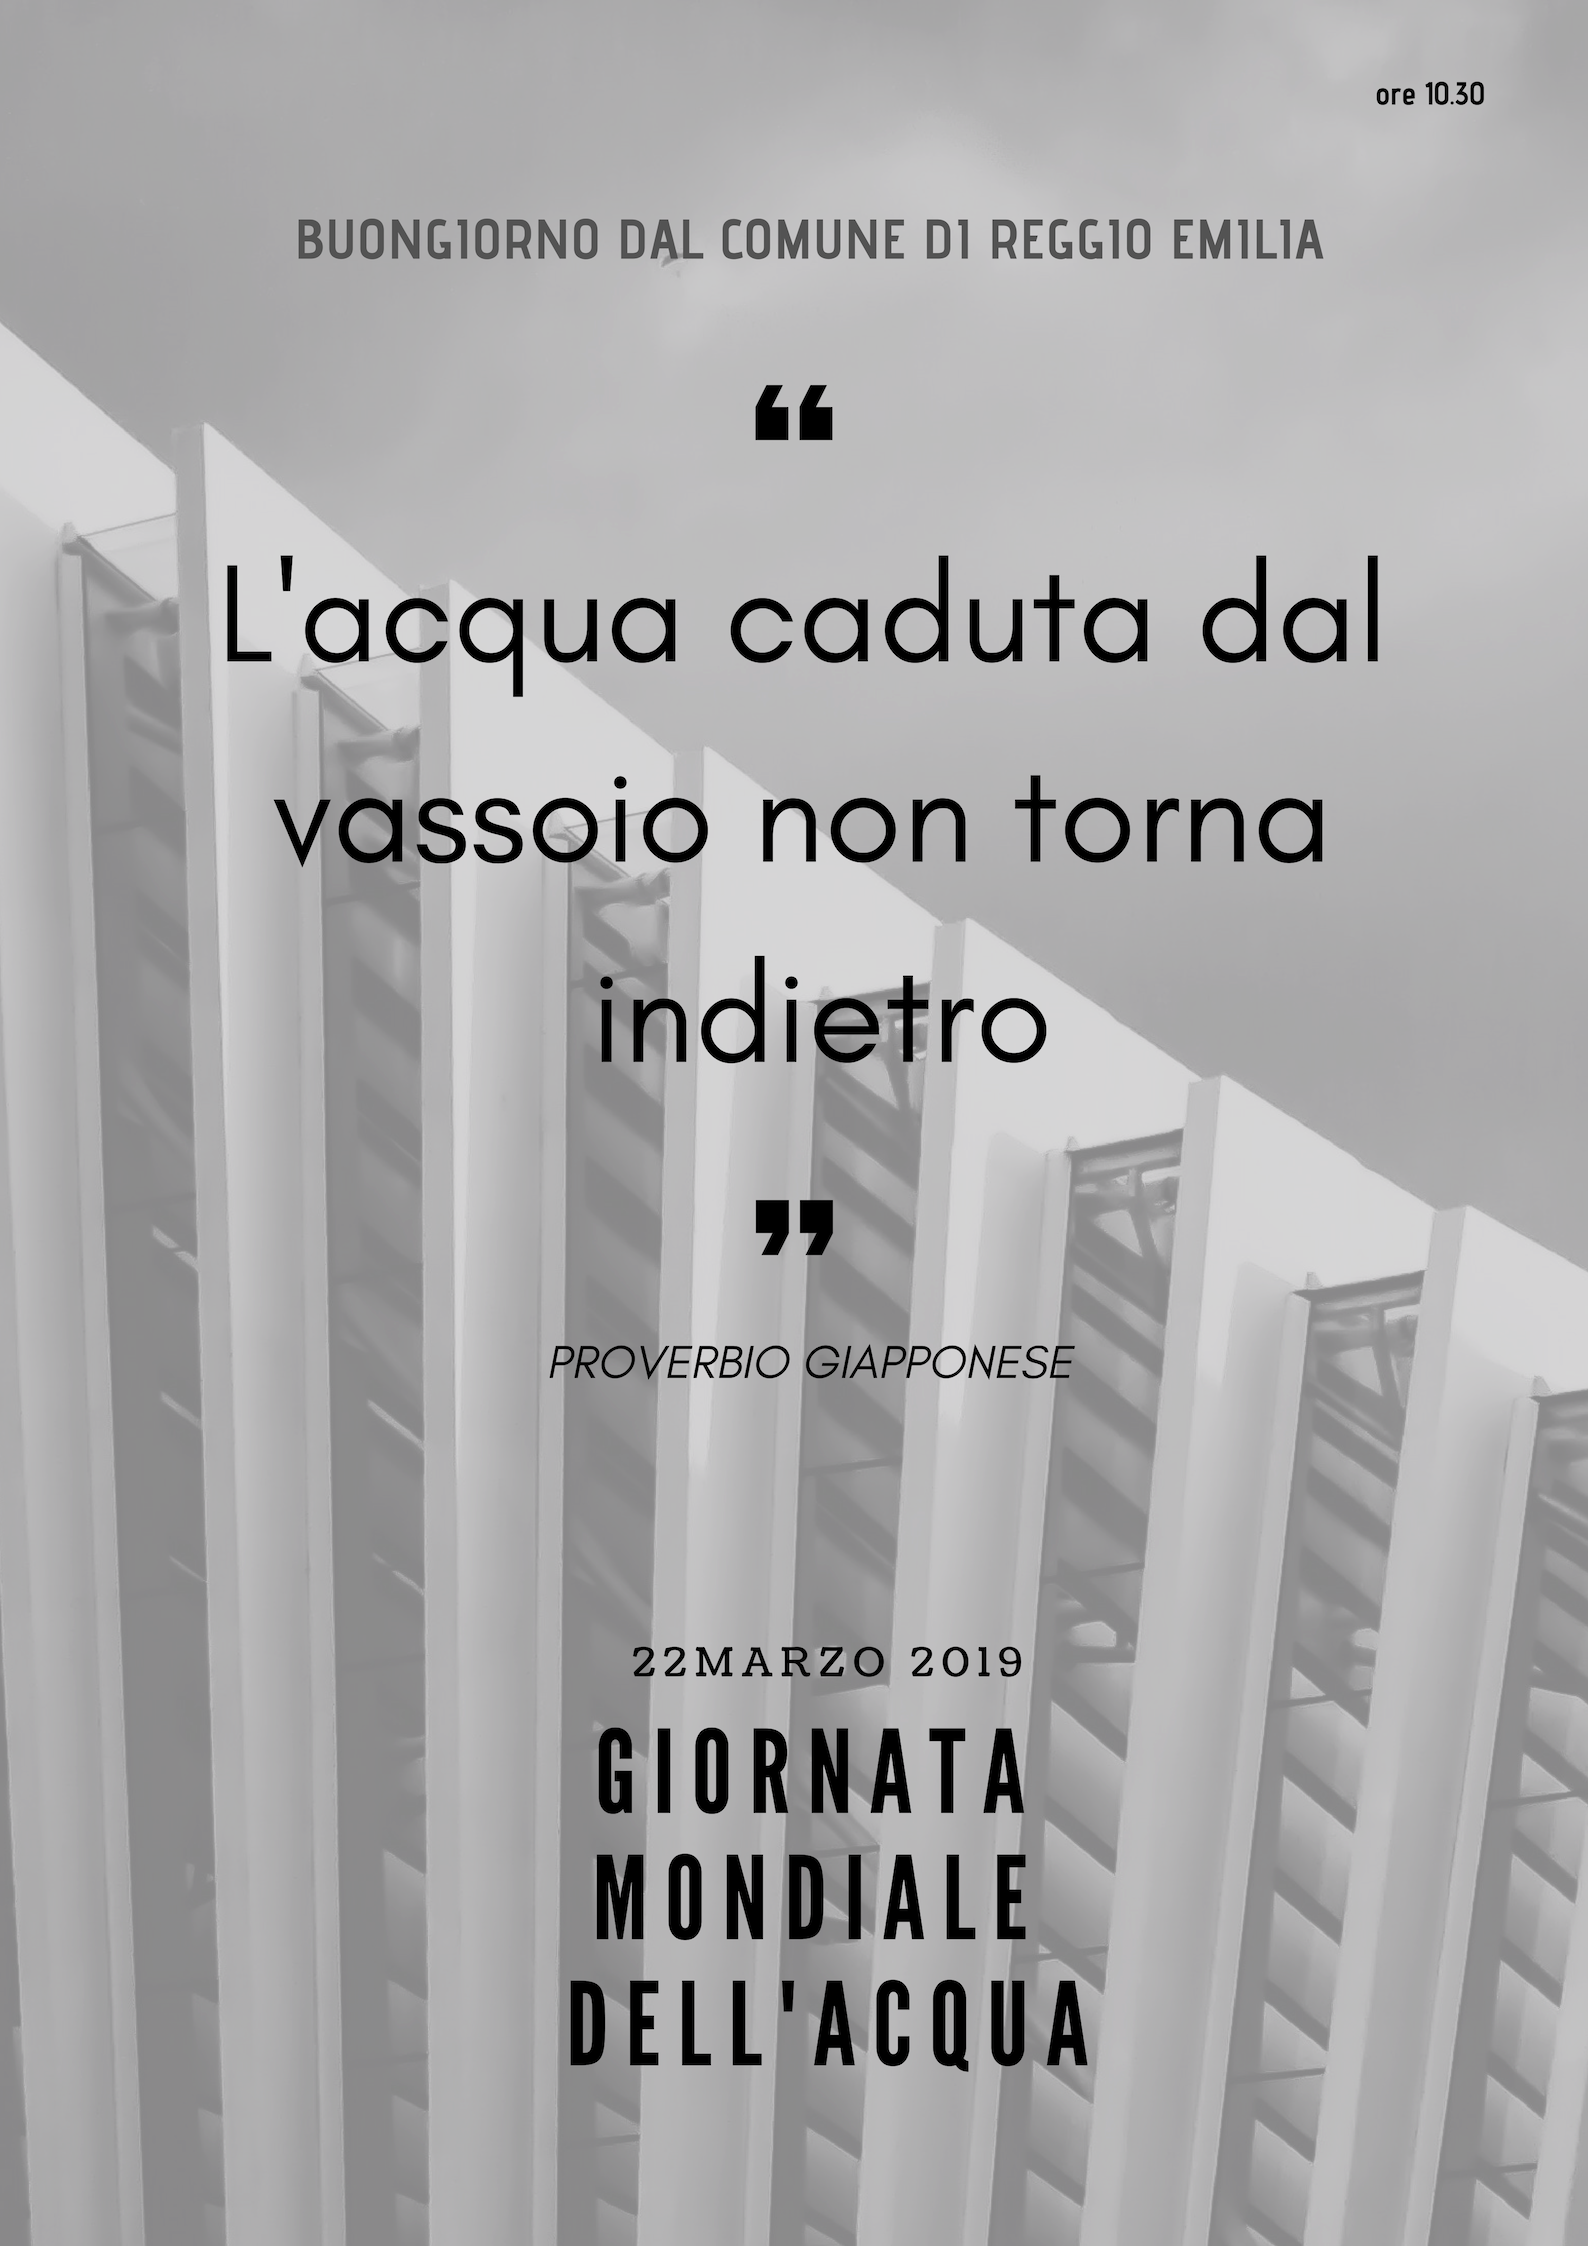 ore 10.30
BUONGIORNO DAL COMUNE DI REGGIO EMILIA
“
L'acqua caduta dal
vassoio non torna
indietro
”
PROVERBIO GIAPPONESE
22MARZO 2019
GIORNATA
MONDIALE
DELL'ACQUA